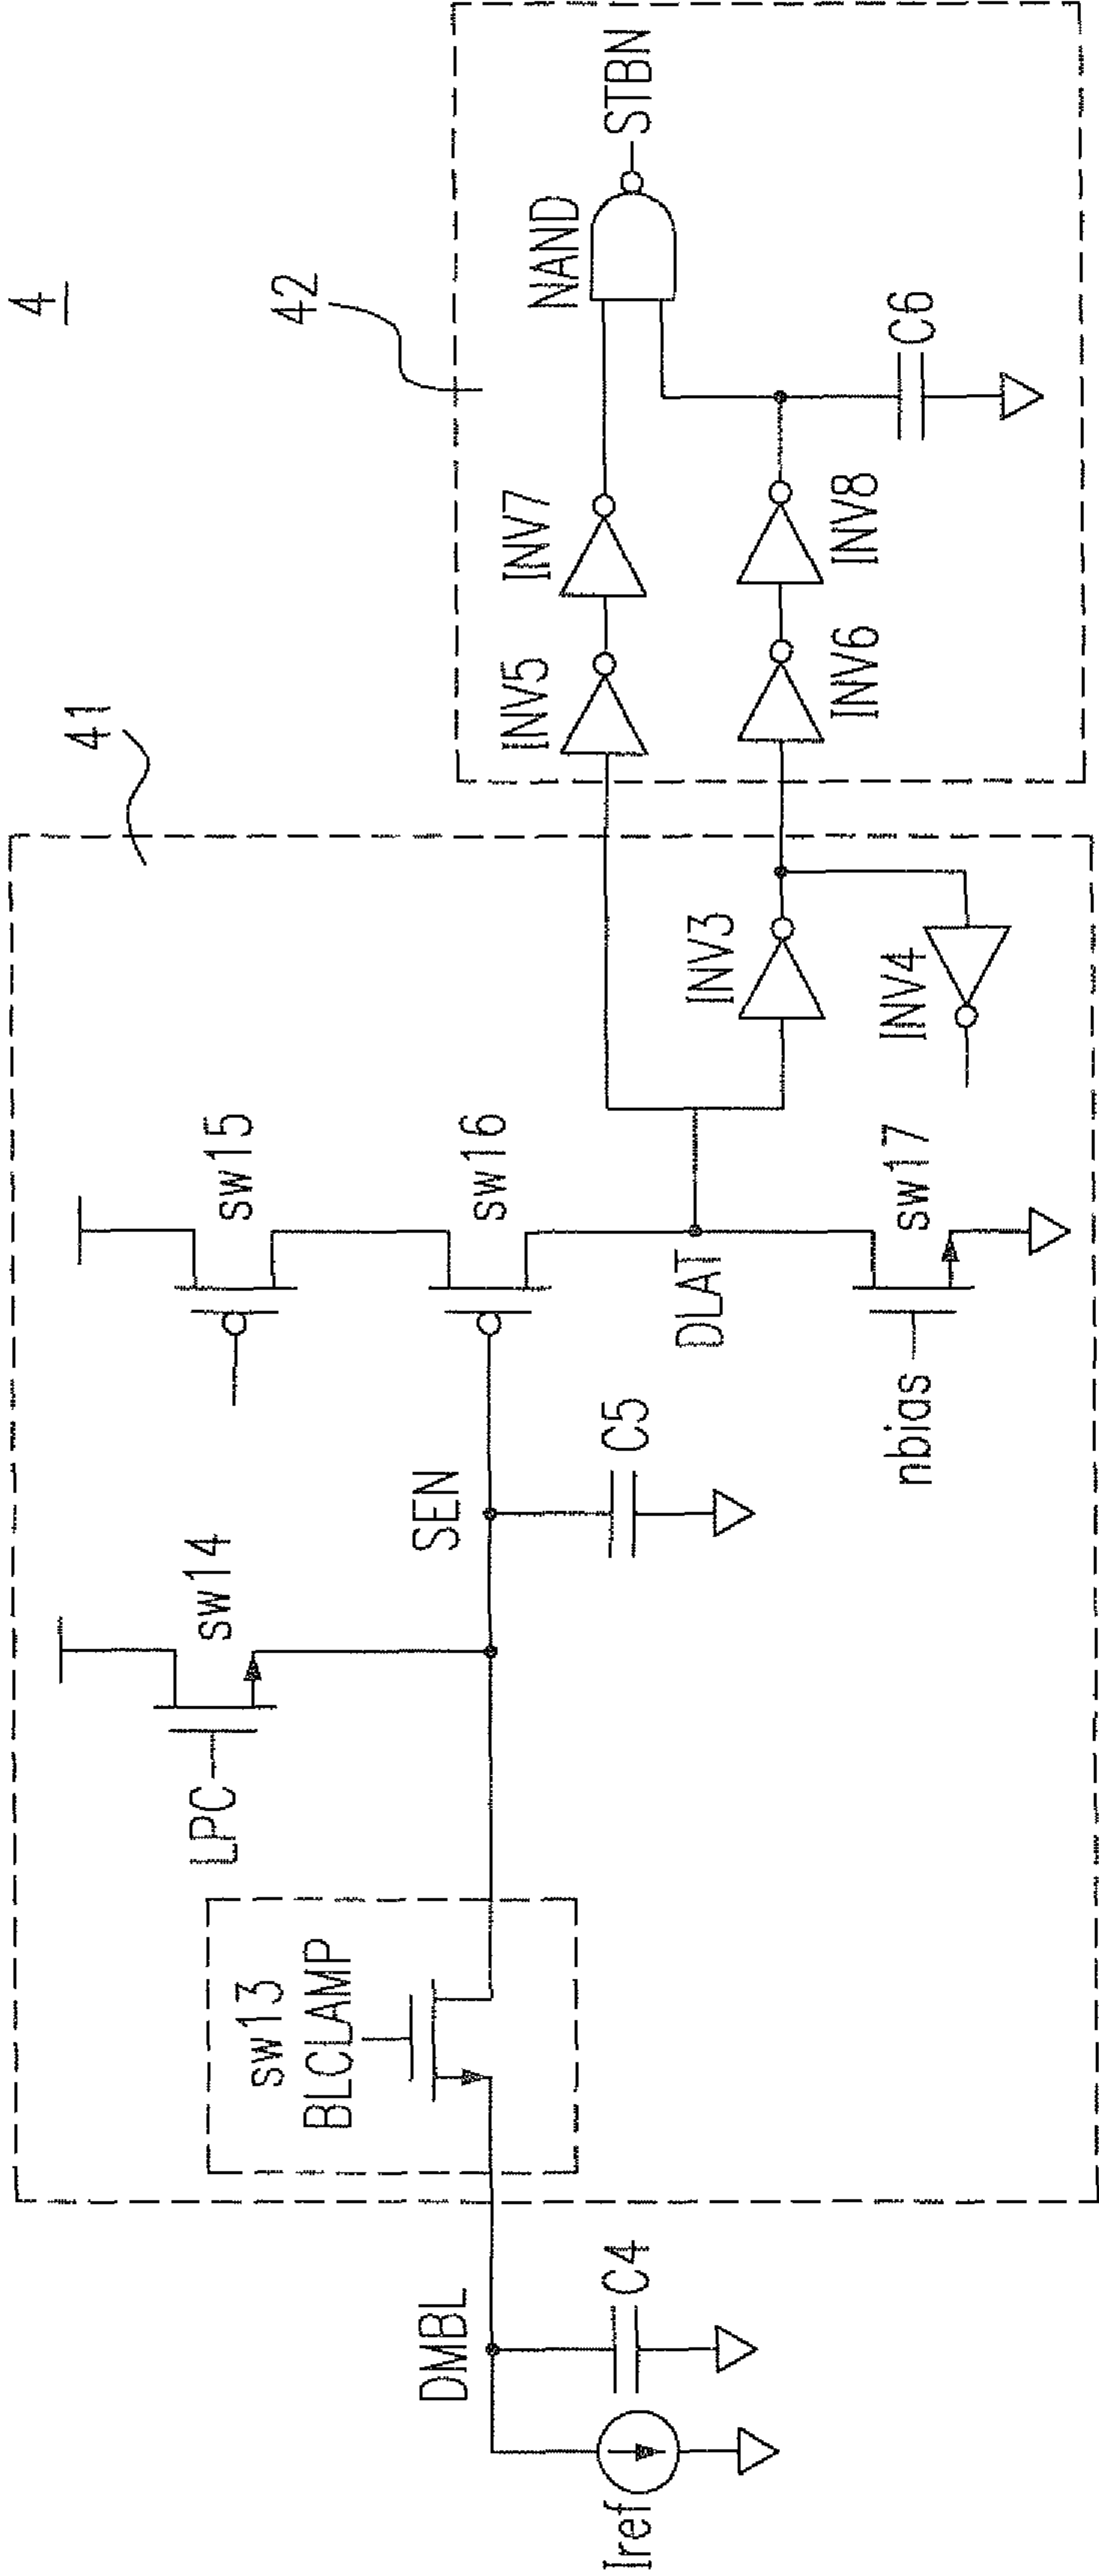 4
41
42
sw14
LPC
sw15
sw16
SEN
C5
DLAT
nbias
sw17
sw13
BLCLAMP
DMBL
C4
Iref
INV3
INV4
INV5
INV7
INV6
INV8
NAND
STBN
C6